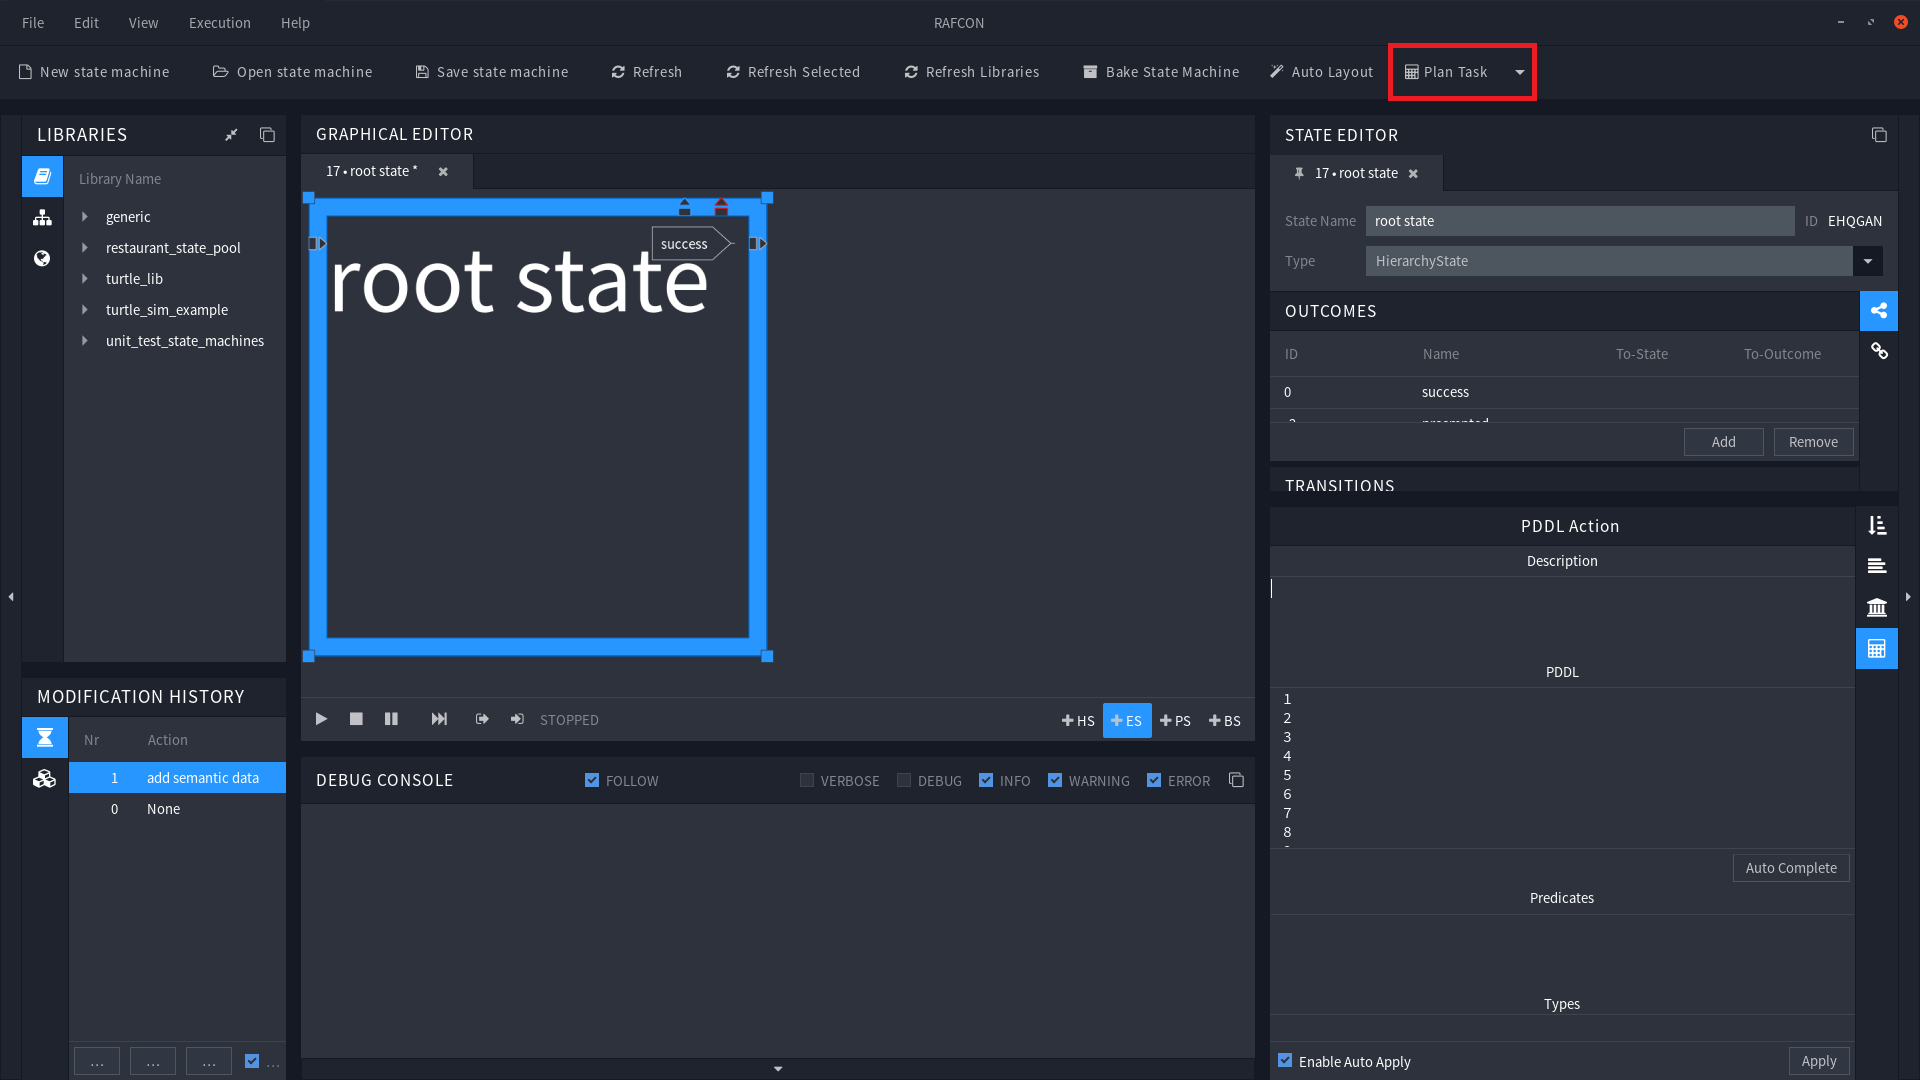 File Edit View Execution Help RAFCON
New state machine Open state machine Save state machine Refresh Refresh Selected Refresh Libraries Bake State Machine Auto Layout Plan Task
LIBRARIES
Library Name
generic
restaurant_state_pool
turtle_lib
turtle_sim_example
unit_test_state_machines
MODIFICATION HISTORY
Nr Action
1 add semantic data
0 None
... ... ... ...
GRAPHICAL EDITOR
17 • root state *
success
root state
STOPPED
HS ES PS BS
DEBUG CONSOLE FOLLOW VERBOSE DEBUG INFO WARNING ERROR
STATE EDITOR
17 • root state
State Name root state ID EHQGAN
Type HierarchyState
OUTCOMES
ID Name To-State To-Outcome
0 success
Add Remove
TRANSITIONS
PDDL Action
Description
PDDL
1
2
3
4
5
6
7
8
Auto Complete
Predicates
Types
Enable Auto Apply Apply